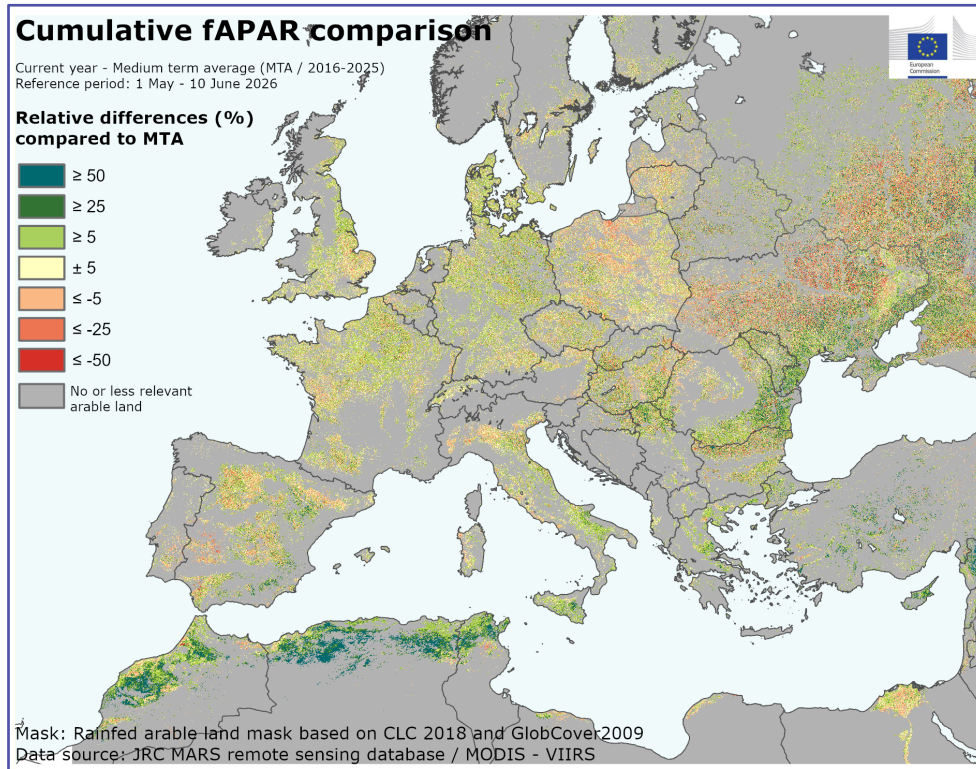 Cumulative fAPAR comparison
Current year - Medium term average (MTA / 2016-2025)
Reference period: 1 May - 10 June 2026
Relative differences (%)
compared to MTA
≥ 50
≥ 25
≥ 5
± 5
≤ -5
≤ -25
≤ -50
No or less relevant
arable land
European
Commission
Mask: Rainfed arable land mask based on CLC 2018 and GlobCover2009
Data source: JRC MARS remote sensing database / MODIS - VIIRS